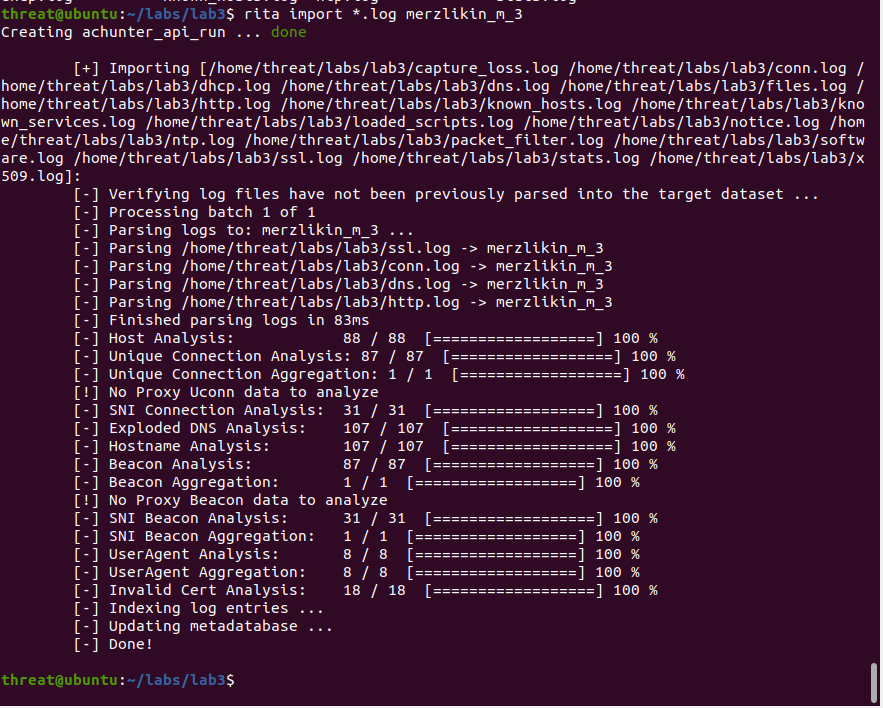 threat@ubuntu:~/labs/lab3$ rita import *.log merzlikin_m_3
Creating achunter_api_run ... done
[+] Importing [/home/threat/labs/lab3/capture_loss.log /home/threat/labs/lab3/conn.log /
home/threat/labs/lab3/dhcp.log /home/threat/labs/lab3/dns.log /home/threat/labs/lab3/files.log /
home/threat/labs/lab3/http.log /home/threat/labs/lab3/known_hosts.log /home/threat/labs/lab3/kno
wn_services.log /home/threat/labs/lab3/loaded_scripts.log /home/threat/labs/lab3/notice.log /hom
e/threat/labs/lab3/ntp.log /home/threat/labs/lab3/packet_filter.log /home/threat/labs/lab3/softw
are.log /home/threat/labs/lab3/ssl.log /home/threat/labs/lab3/stats.log /home/threat/labs/lab3/x
509.log]:
[-] Verifying log files have not been previously parsed into the target dataset ...
[-] Processing batch 1 of 1
[-] Parsing logs to: merzlikin_m_3 ...
[-] Parsing /home/threat/labs/lab3/ssl.log -> merzlikin_m_3
[-] Parsing /home/threat/labs/lab3/conn.log -> merzlikin_m_3
[-] Parsing /home/threat/labs/lab3/dns.log -> merzlikin_m_3
[-] Parsing /home/threat/labs/lab3/http.log -> merzlikin_m_3
[-] Finished parsing logs in 83ms
[-] Host Analysis: 88 / 88 [==================] 100 %
[-] Unique Connection Analysis: 87 / 87 [==================] 100 %
[-] Unique Connection Aggregation: 1 / 1 [==================] 100 %
[!] No Proxy Uconn data to analyze
[-] SNI Connection Analysis: 31 / 31 [==================] 100 %
[-] Exploded DNS Analysis: 107 / 107 [==================] 100 %
[-] Hostname Analysis: 107 / 107 [==================] 100 %
[-] Beacon Analysis: 87 / 87 [==================] 100 %
[-] Beacon Aggregation: 1 / 1 [==================] 100 %
[!] No Proxy Beacon data to analyze
[-] SNI Beacon Analysis: 31 / 31 [==================] 100 %
[-] SNI Beacon Aggregation: 1 / 1 [==================] 100 %
[-] UserAgent Analysis: 8 / 8 [==================] 100 %
[-] UserAgent Aggregation: 8 / 8 [==================] 100 %
[-] Invalid Cert Analysis: 18 / 18 [==================] 100 %
[-] Indexing log entries ...
[-] Updating metadatabase ...
[-] Done!
threat@ubuntu:~/labs/lab3$